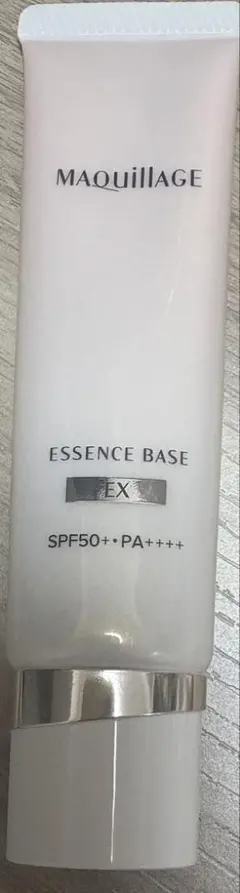 MAQuillAGE
ESSENCE BASE
EX
SPF50+・PA++++